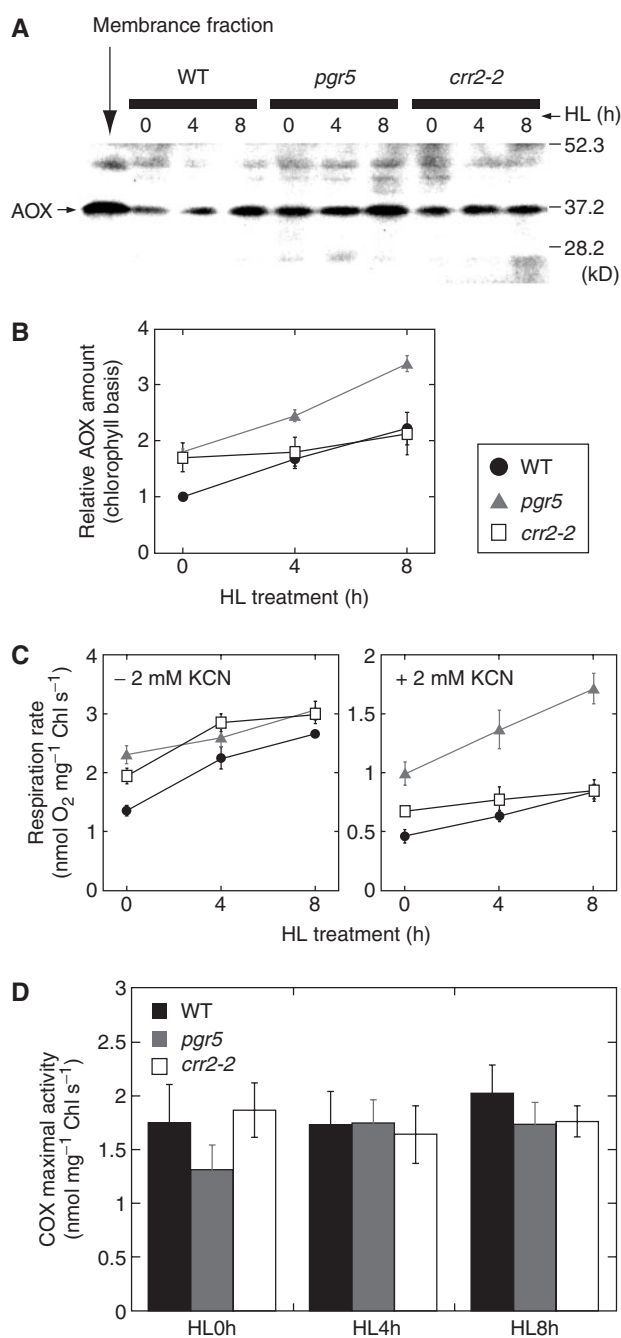 A
Membrance fraction
WT
pgr5
crr2-2
0 4 8 0 4 8 0 4 8
HL (h)
52.3
AOX
37.2
28.2
(kD)
B
Relative AOX amount
(chlorophyll basis)
4
3
2
1
0
0 4 8
HL treatment (h)
WT
pgr5
crr2-2
C
Respiration rate
(nmol O₂ mg⁻¹ Chl s⁻¹)
– 2 mM KCN
4
3
2
1
0
0 4 8
+ 2 mM KCN
2
1.5
1
0.5
0
0 4 8
HL treatment (h)
D
COX maximal activity
(nmol mg⁻¹ Chl s⁻¹)
3
2.5
2
1.5
1
0.5
0
WT
pgr5
crr2-2
HL0h HL4h HL8h